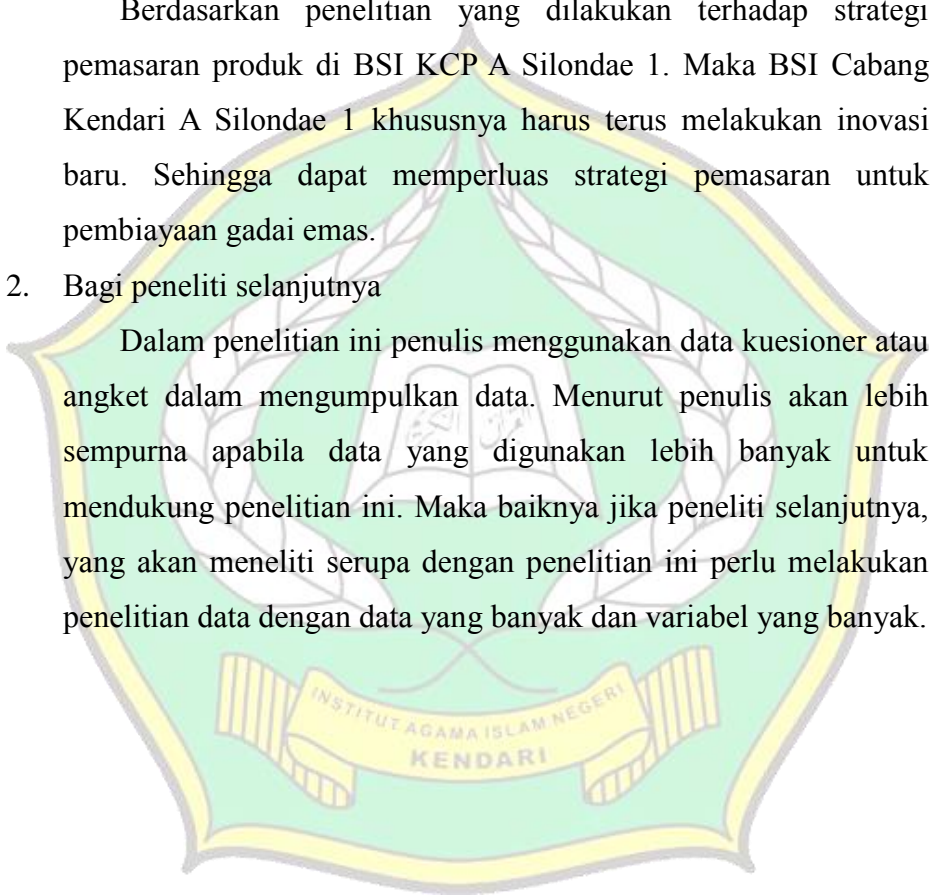 Berdasarkan penelitian yang dilakukan terhadap strategi
pemasaran produk di BSI KCP A Silondae 1. Maka BSI Cabang
Kendari A Silondae 1 khususnya harus terus melakukan inovasi
baru. Sehingga dapat memperluas strategi pemasaran untuk
pembiayaan gadai emas.
2. Bagi peneliti selanjutnya
Dalam penelitian ini penulis menggunakan data kuesioner atau
angket dalam mengumpulkan data. Menurut penulis akan lebih
sempurna apabila data yang digunakan lebih banyak untuk
mendukung penelitian ini. Maka baiknya jika peneliti selanjutnya,
yang akan meneliti serupa dengan penelitian ini perlu melakukan
penelitian data dengan data yang banyak dan variabel yang banyak.
INSTITUT AGAMA ISLAM NEGERI
KENDARI